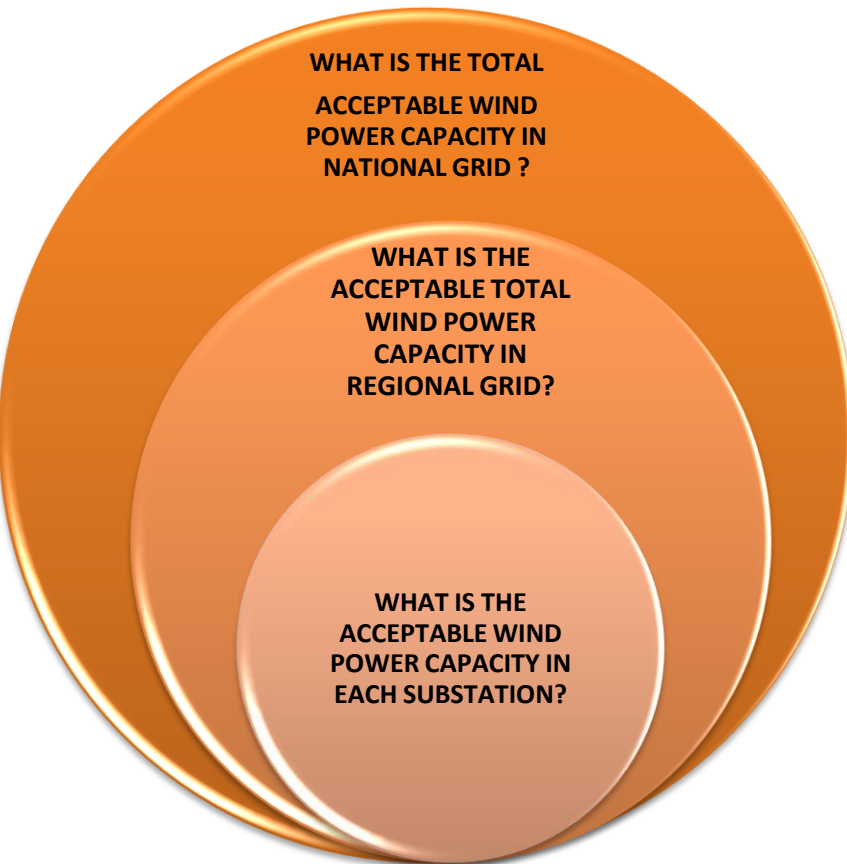 WHAT IS THE TOTAL
ACCEPTABLE WIND
POWER CAPACITY IN
NATIONAL GRID ?
WHAT IS THE
ACCEPTABLE TOTAL
WIND POWER
CAPACITY IN
REGIONAL GRID?
WHAT IS THE
ACCEPTABLE WIND
POWER CAPACITY IN
EACH SUBSTATION?